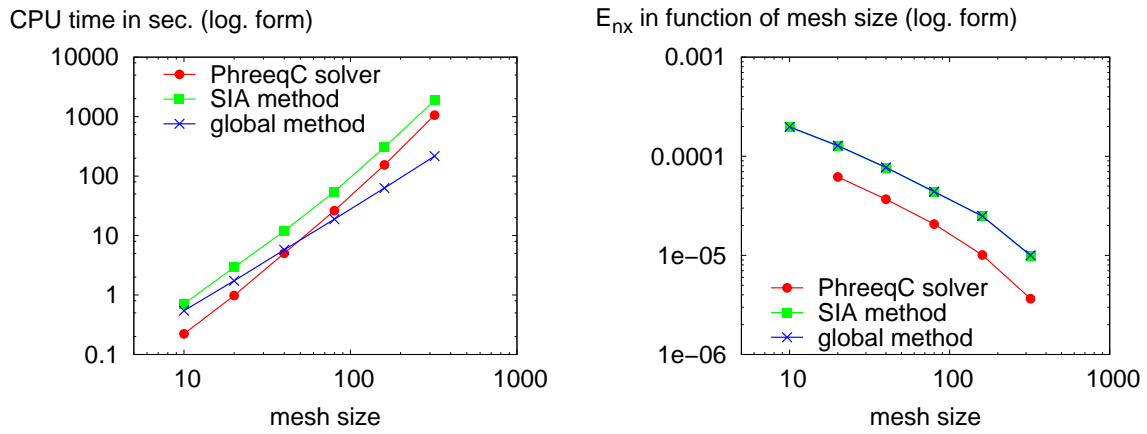 CPU time in sec. (log. form)
10000
1000
100
10
1
0.1
PhreeqC solver
SIA method
global method
10 100 1000
mesh size
E_nx in function of mesh size (log. form)
0.001
0.0001
1e-05
1e-06
PhreeqC solver
SIA method
global method
10 100 1000
mesh size